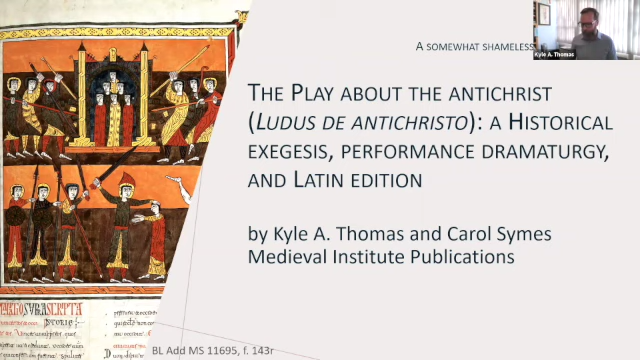 A SOMEWHAT SHAMELESS
Kyle A. Thomas
THE PLAY ABOUT THE ANTICHRIST
(LUDUS DE ANTICHRISTO): A HISTORICAL
EXEGESIS, PERFORMANCE DRAMATURGY,
AND LATIN EDITION
by Kyle A. Thomas and Carol Symes
Medieval Institute Publications
BL Add MS 11695, f. 143r